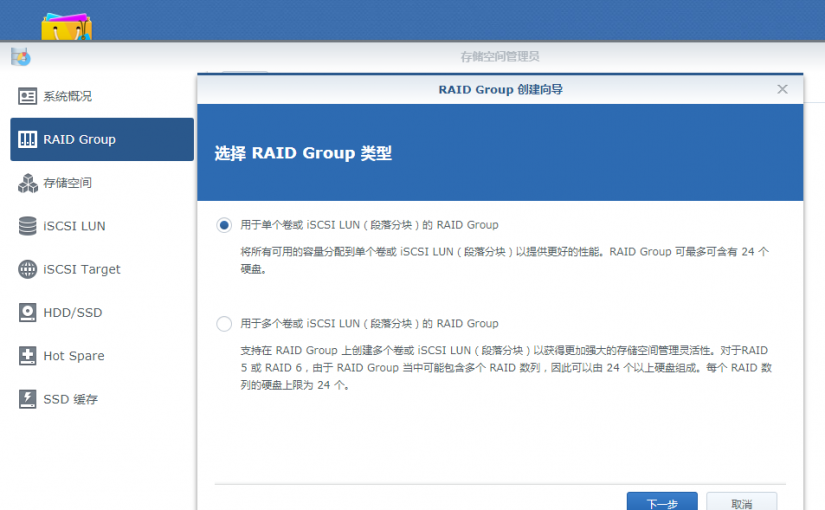 存储空间管理员
系统概况
RAID Group
存储空间
iSCSI LUN
iSCSI Target
HDD/SSD
Hot Spare
SSD 缓存
RAID Group 创建向导
选择 RAID Group 类型
用于单个卷或 iSCSI LUN（段落分块）的 RAID Group
将所有可用的容量分配到单个卷或 iSCSI LUN（段落分块）以提供更好的性能。RAID Group 可最多可含有 24 个
硬盘。
用于多个卷或 iSCSI LUN（段落分块）的 RAID Group
支持在 RAID Group 上创建多个卷或 iSCSI LUN（段落分块）以获得更加强大的存储空间管理灵活性。对于RAID
5 或 RAID 6，由于 RAID Group 当中可能包含多个 RAID 数列，因此可以由 24 个以上硬盘组成。每个 RAID 数
列的硬盘上限为 24 个。
下一步
取消